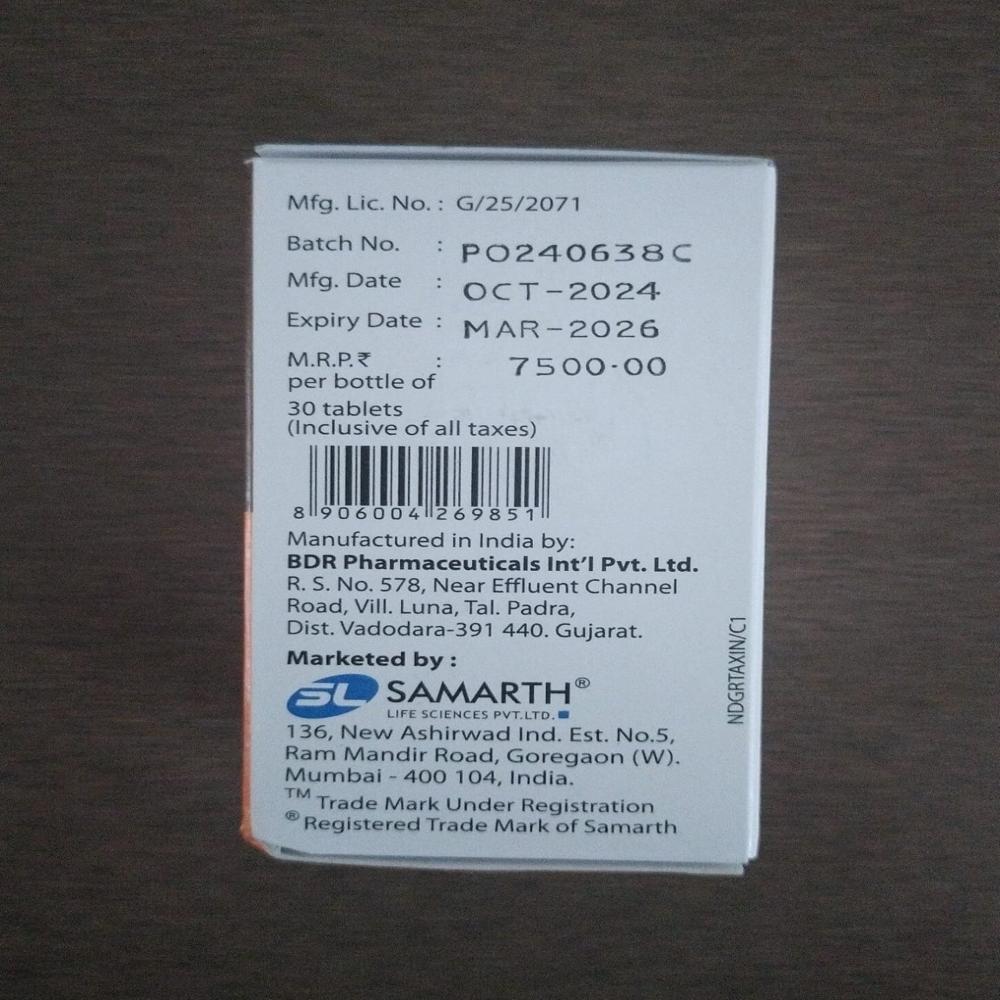 Mfg. Lic. No. : G/25/2071
Batch No. : PO240638C
Mfg. Date : OCT-2024
Expiry Date : MAR-2026
M.R.P.₹ : 7500.00
per bottle of
30 tablets
(Inclusive of all taxes)
8 906004 269851
Manufactured in India by:
BDR Pharmaceuticals Int'l Pvt. Ltd.
R. S. No. 578, Near Effluent Channel
Road, Vill. Luna, Tal. Padra,
Dist. Vadodara-391 440. Gujarat.
Marketed by :
SL SAMARTH®
LIFE SCIENCES PVT.LTD.
136, New Ashirwad Ind. Est. No.5,
Ram Mandir Road, Goregaon (W).
Mumbai - 400 104, India.
™ Trade Mark Under Registration
® Registered Trade Mark of Samarth
NDGRTAXIN/C1